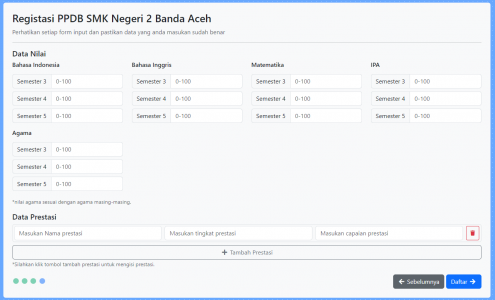 Registasi PPDB SMK Negeri 2 Banda Aceh
Perhatikan setiap form input dan pastikan data yang anda masukan sudah benar
Data Nilai
Bahasa Indonesia
Semester 3 0-100
Semester 4 0-100
Semester 5 0-100
Bahasa Inggris
Semester 3 0-100
Semester 4 0-100
Semester 5 0-100
Matematika
Semester 3 0-100
Semester 4 0-100
Semester 5 0-100
IPA
Semester 3 0-100
Semester 4 0-100
Semester 5 0-100
Agama
Semester 3 0-100
Semester 4 0-100
Semester 5 0-100
*nilai agama sesuai dengan agama masing-masing.
Data Prestasi
Masukan Nama prestasi Masukan tingkat prestasi Masukan capaian prestasi
+ Tambah Prestasi
*Silahkan klik tombol tambah prestasi untuk mengisi prestasi.
← Sebelumnya Daftar →